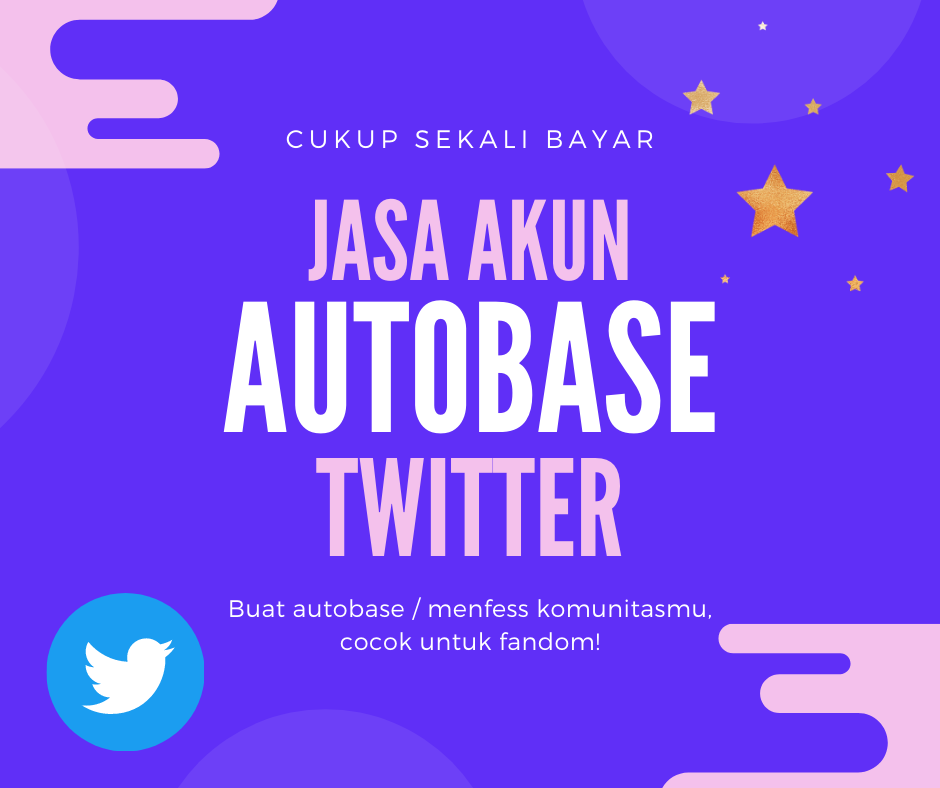 CUKUP SEKALI BAYAR
JASA AKUN
AUTOBASE
TWITTER
Buat autobase / menfess komunitasmu,
cocok untuk fandom!